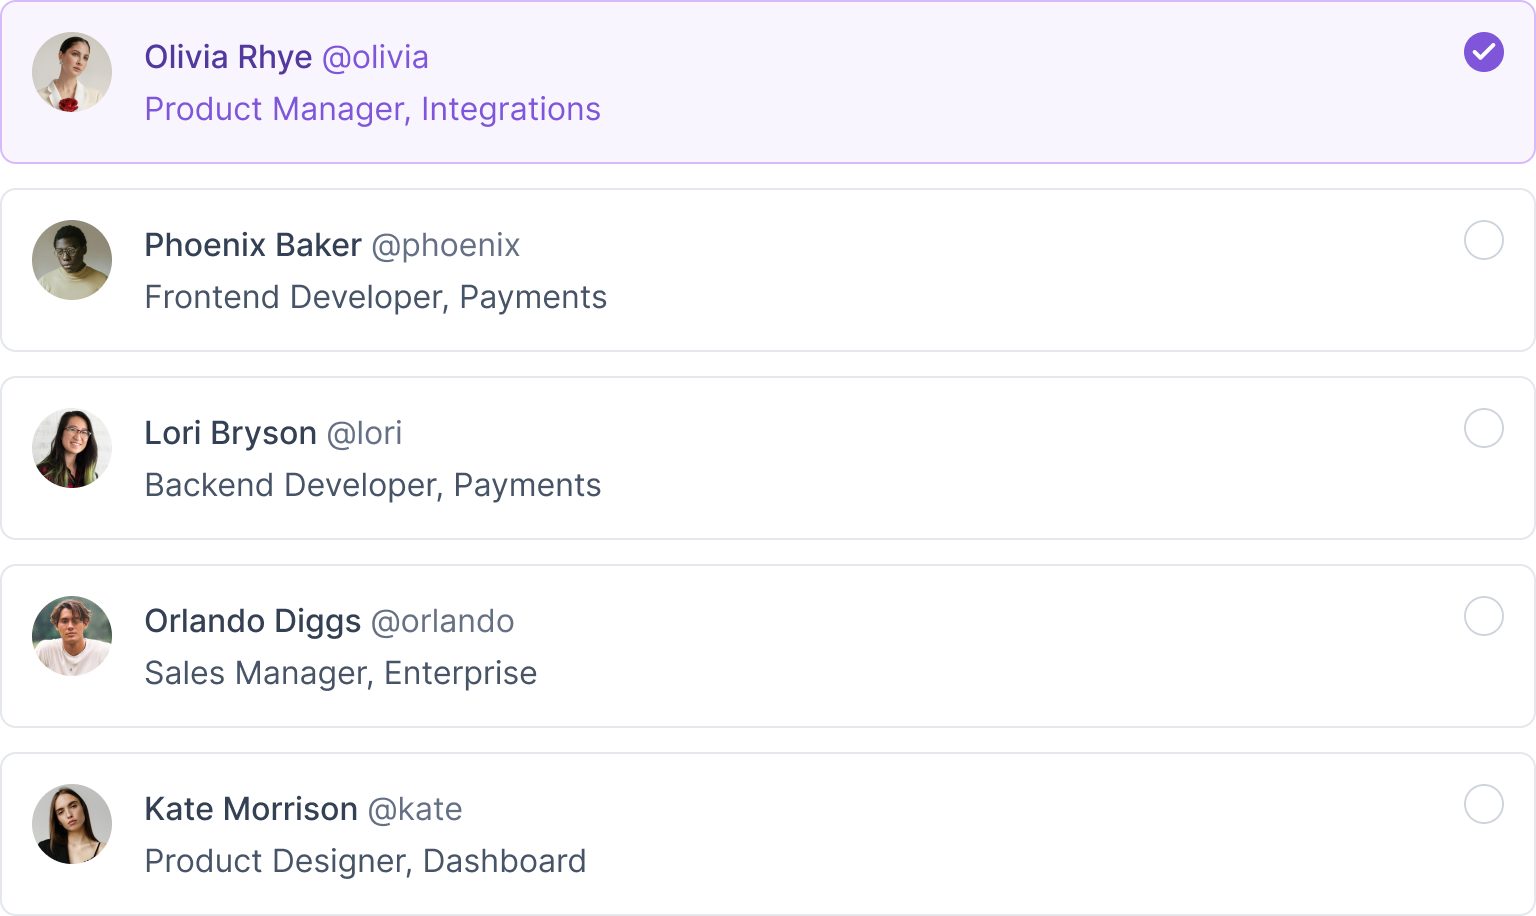 Olivia Rhye @olivia
Product Manager, Integrations
Phoenix Baker @phoenix
Frontend Developer, Payments
Lori Bryson @lori
Backend Developer, Payments
Orlando Diggs @orlando
Sales Manager, Enterprise
Kate Morrison @kate
Product Designer, Dashboard